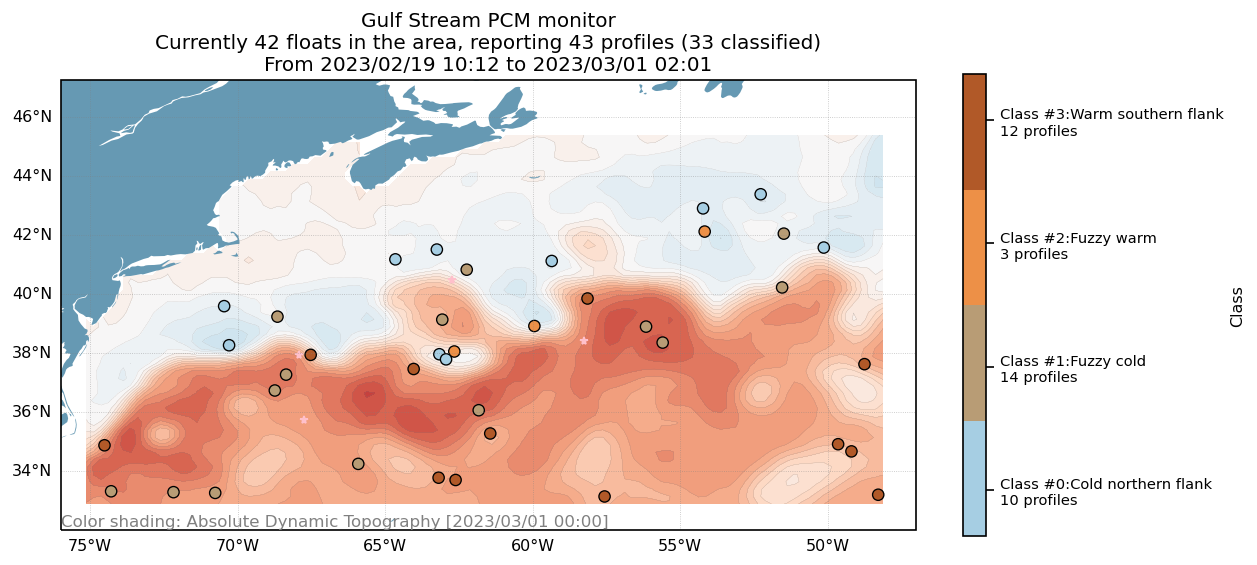 Gulf Stream PCM monitor
Currently 42 floats in the area, reporting 43 profiles (33 classified)
From 2023/02/19 10:12 to 2023/03/01 02:01
46°N
44°N
42°N
40°N
38°N
36°N
34°N
Color shading: Absolute Dynamic Topography [2023/03/01 00:00]
75°W
70°W
65°W
60°W
55°W
50°W
Class #3:Warm southern flank
12 profiles
Class #2:Fuzzy warm
3 profiles
Class #1:Fuzzy cold
14 profiles
Class #0:Cold northern flank
10 profiles
Class